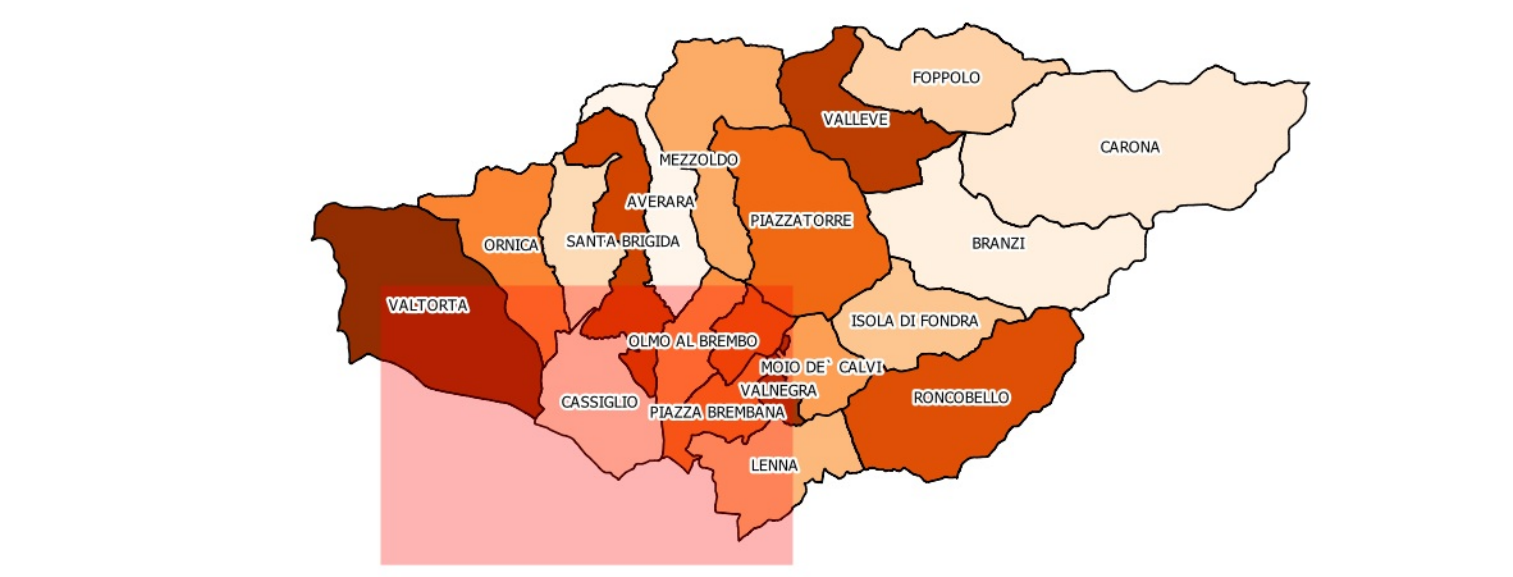 FOPPOLO
VALLEVE
CARONA
MEZZOLDO
AVERARA
PIAZZATORRE
ORNICA
SANTA BRIGIDA
BRANZI
VALTORTA
ISOLA DI FONDRA
OLMO AL BREMBO
MOIO DE` CALVI
VALNEGRA
RONCOBELLO
CASSIGLIO
PIAZZA BREMBANA
LENNA